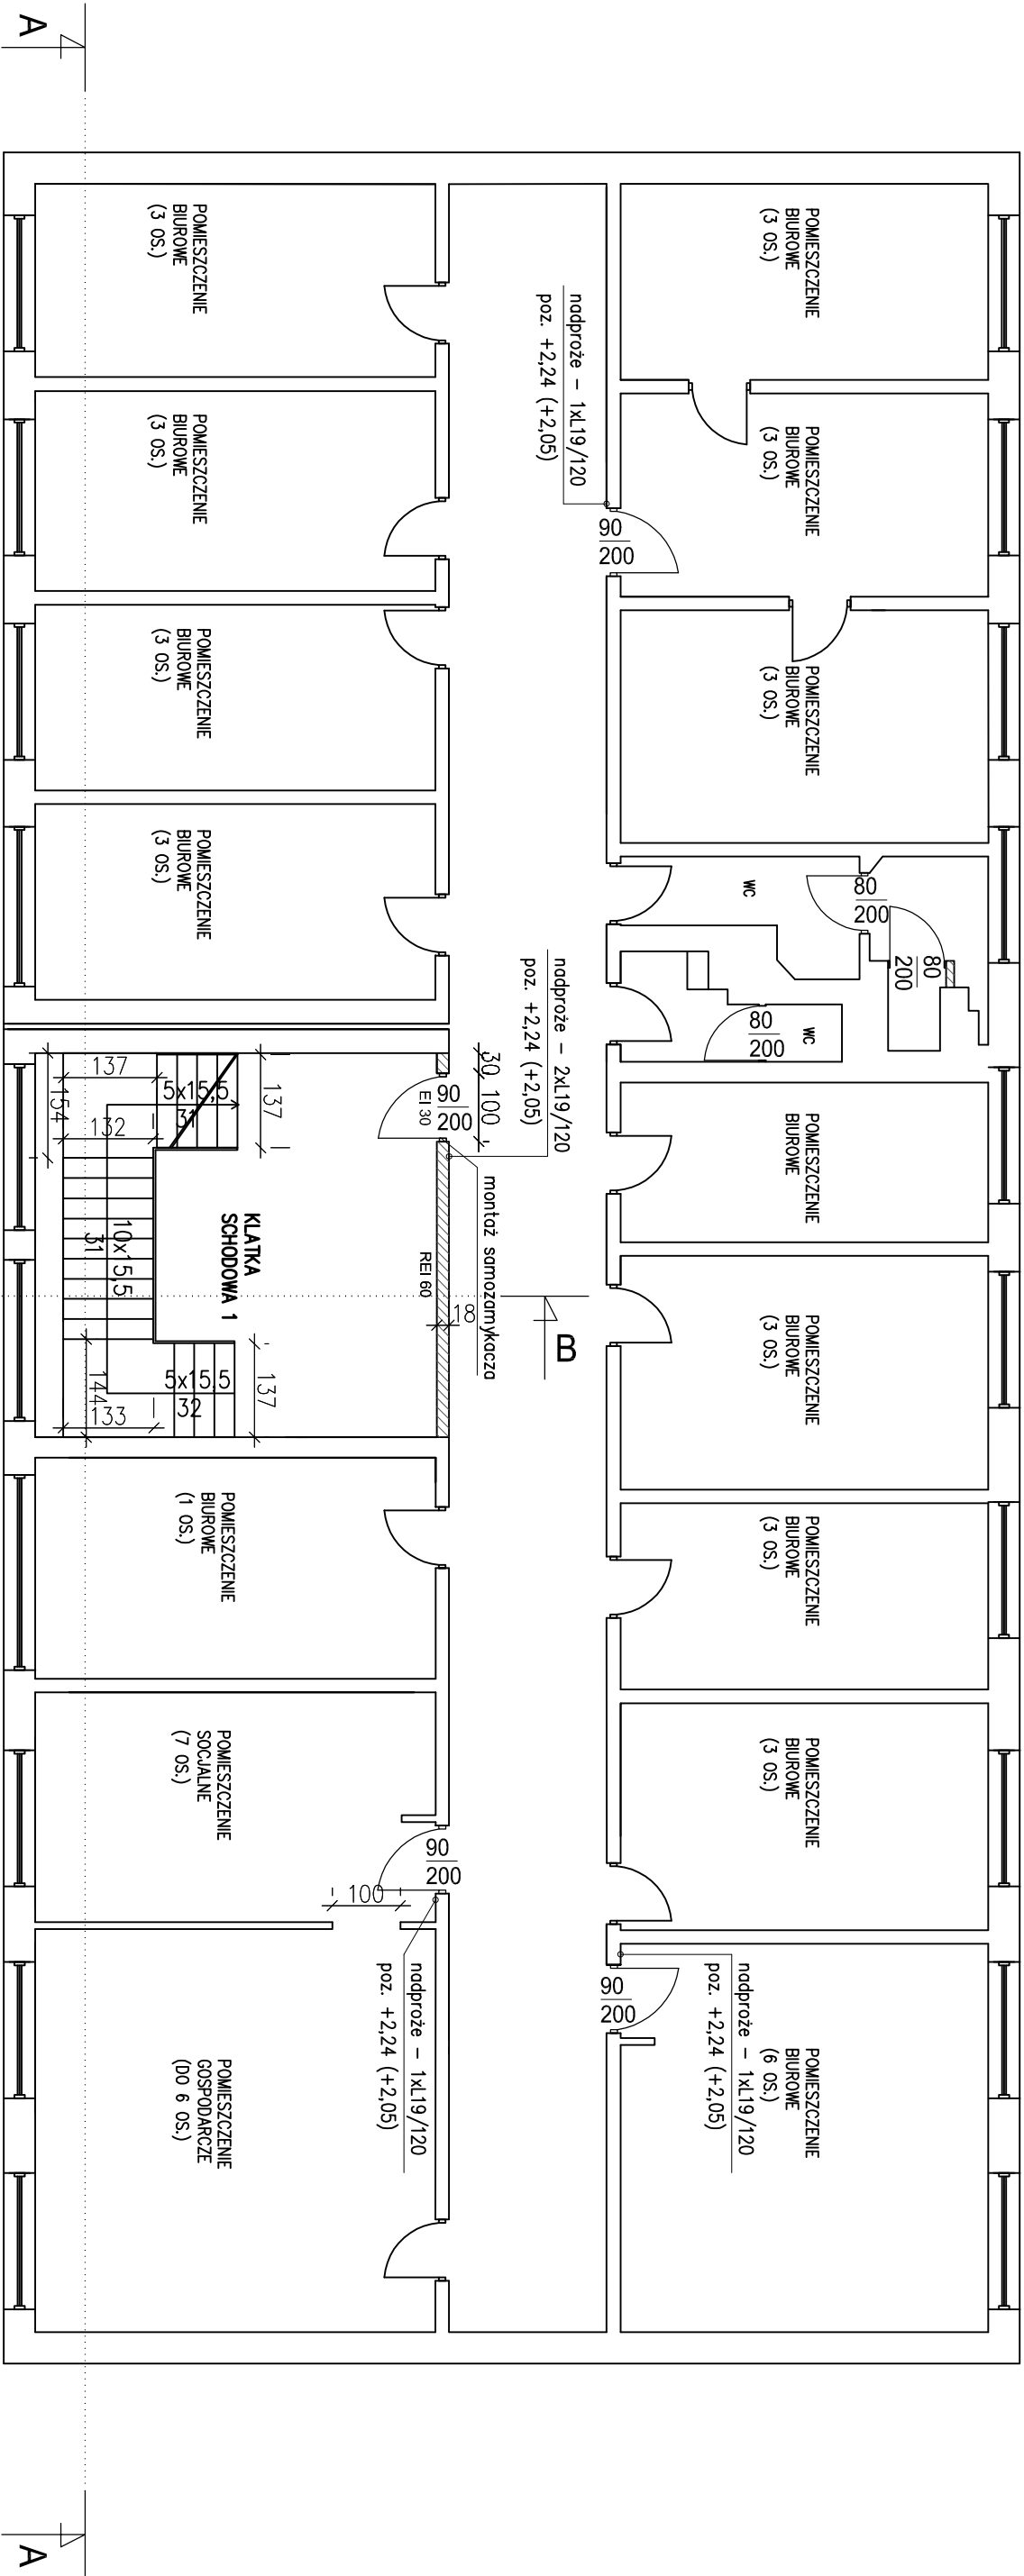 A
POMIESZCZENIE
BIUROWE
(3 OS.)
POMIESZCZENIE
BIUROWE
(3 OS.)
nadproże – 1xL19/120
poz. +2,24 (+2,05)
POMIESZCZENIE
BIUROWE
(3 OS.)
POMIESZCZENIE
BIUROWE
(3 OS.)
90
200
POMIESZCZENIE
BIUROWE
(3 OS.)
POMIESZCZENIE
BIUROWE
(3 OS.)
POMIESZCZENIE
BIUROWE
(3 OS.)
WC
80
200
80
200
nadproże – 2xL19/120
poz. +2,24 (+2,05)
80
200
WC
137
154
132
5x15,5
31
137
30
100
90
200
EI 30
POMIESZCZENIE
BIUROWE
montaż samozamykacza
KLATKA
SCHODOWA 1
10x15,5
31
REI 60
18
B
POMIESZCZENIE
BIUROWE
(3 OS.)
144
133
5x15,5
32
137
POMIESZCZENIE
BIUROWE
(1 OS.)
POMIESZCZENIE
BIUROWE
(3 OS.)
POMIESZCZENIE
SOCJALNE
(7 OS.)
POMIESZCZENIE
BIUROWE
(3 OS.)
90
200
100
nadproże – 1xL19/120
poz. +2,24 (+2,05)
90
200
nadproże – 1xL19/120
poz. +2,24 (+2,05)
POMIESZCZENIE
GOSPODARCZE
(DO 6 OS.)
POMIESZCZENIE
BIUROWE
(6 OS.)
A